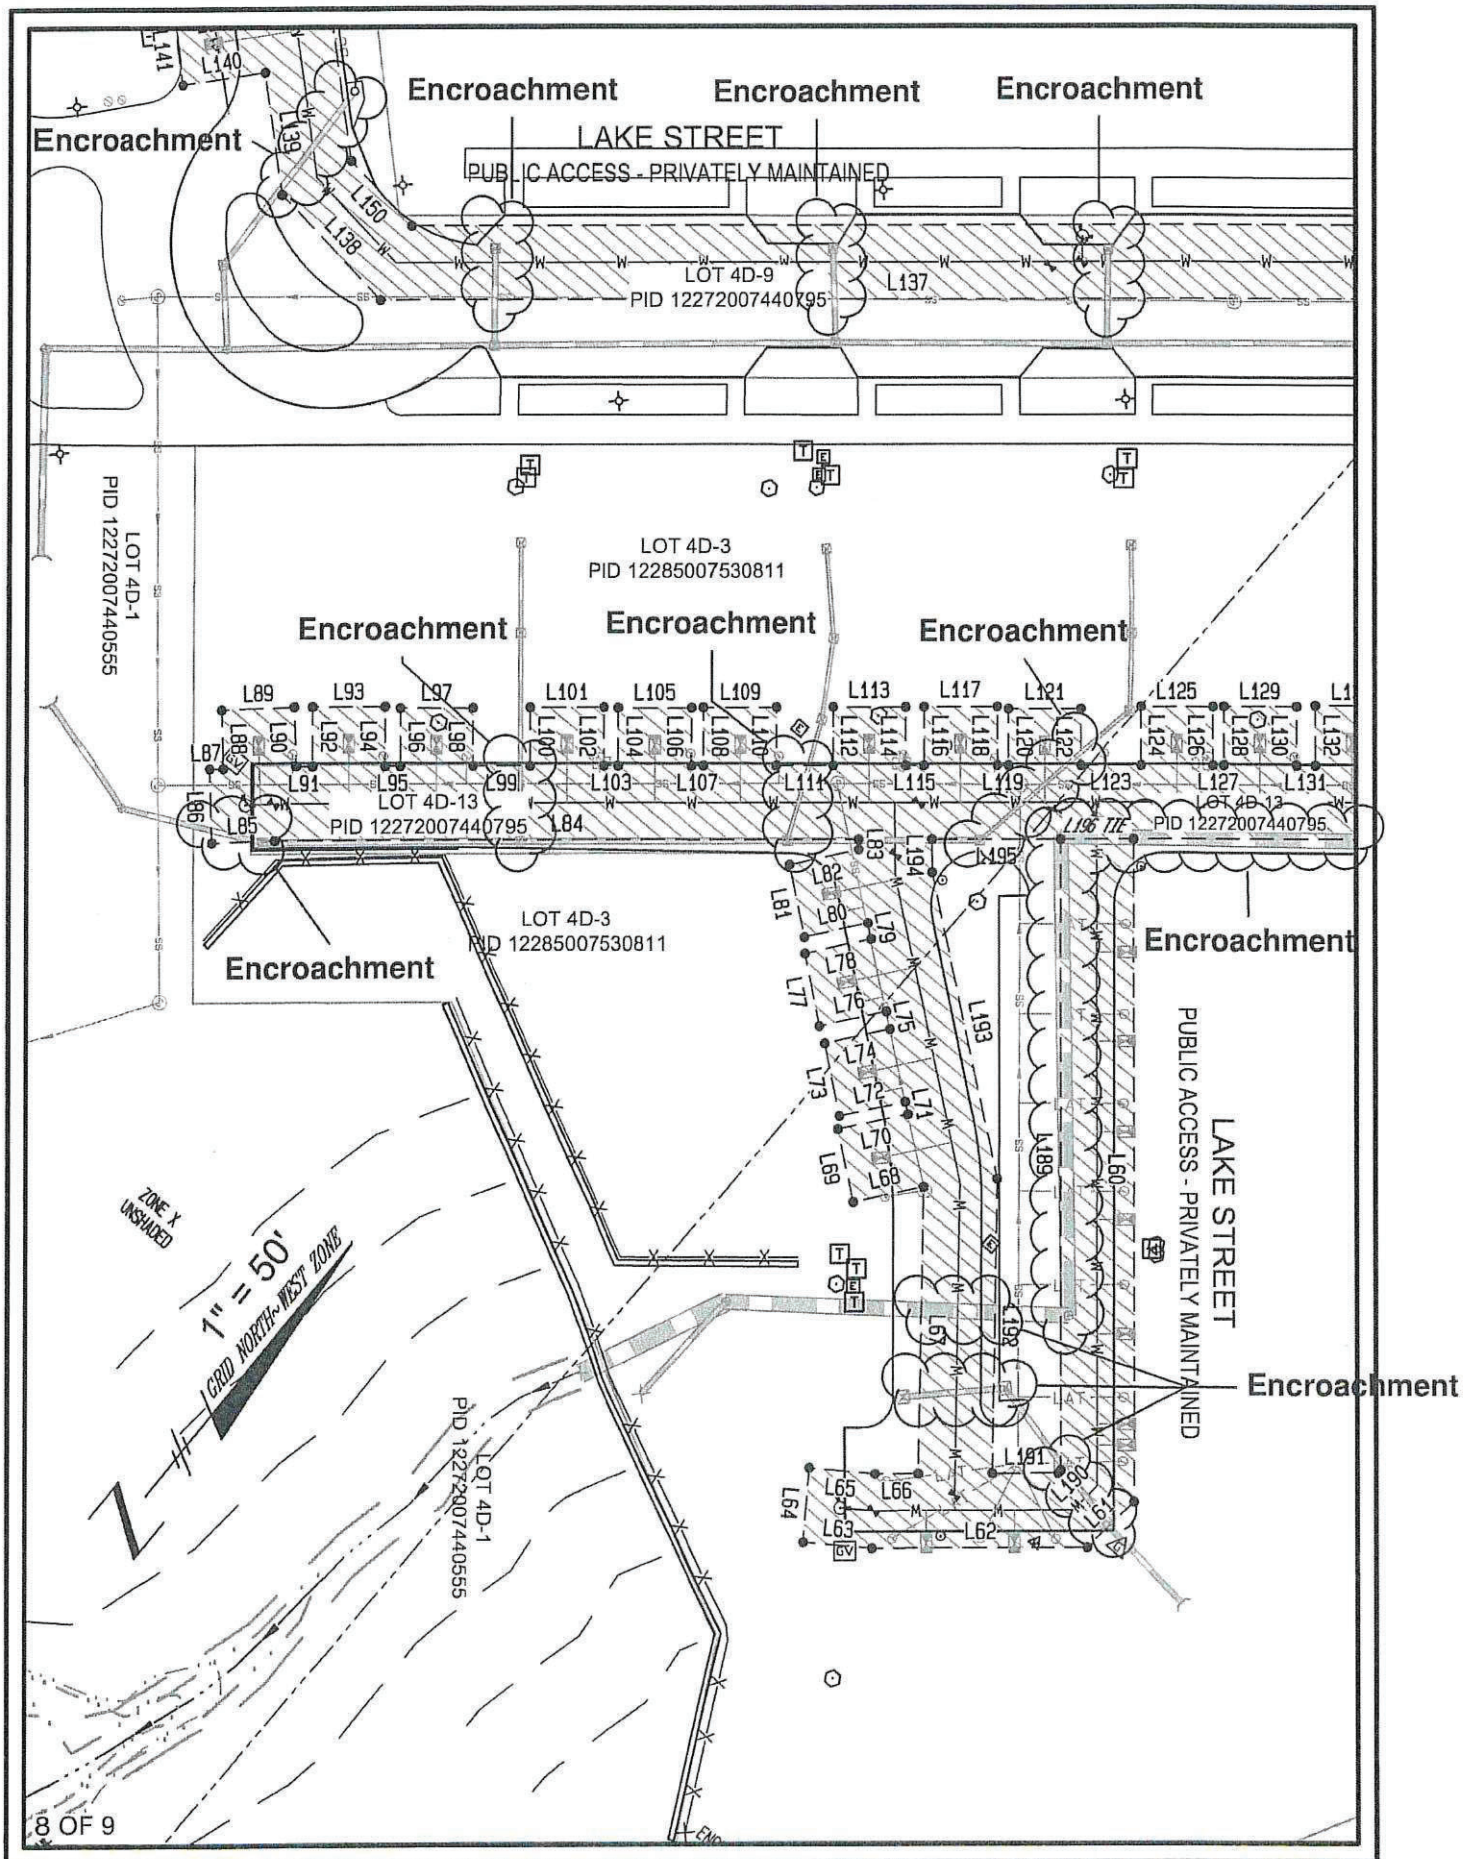 L141
L140
Encroachment
Encroachment
Encroachment
Encroachment
LAKE STREET
PUBLIC ACCESS - PRIVATELY MAINTAINED
L139
L150
L138
LOT 4D-9
PID 12272007440795
L137
LOT 4D-1
PID 12272007440555
LOT 4D-3
PID 12285007530811
Encroachment
Encroachment
Encroachment
L89
L93
L97
L101
L105
L109
L113
L117
L121
L125
L129
L87
L88
L90
L92
L94
L96
L98
L100
L102
L104
L106
L108
L110
L112
L114
L116
L118
L120
L122
L124
L126
L128
L130
L132
L91
L95
L99
L103
L107
L111
L115
L119
L123
L127
L131
L86
L85
LOT 4D-13
PID 12272007440795
L84
L83
L194
L195
L196 TIE
LOT 4D-13
PID 12272007440795
L82
L81
L80
L79
L78
L77
L76
L75
L74
L73
L72
L71
L70
L69
L68
L193
LOT 4D-3
PID 12285007530811
Encroachment
Encroachment
L189
L60
LAKE STREET
PUBLIC ACCESS - PRIVATELY MAINTAINED
ZONE X
UNSHADED
1" = 50'
GRID NORTH~WEST ZONE
L67
L192
Encroachment
LOT 4D-1
PID 12272007440555
L191
L190
L61
L65
L66
L64
L63
L62
GV
8 OF 9